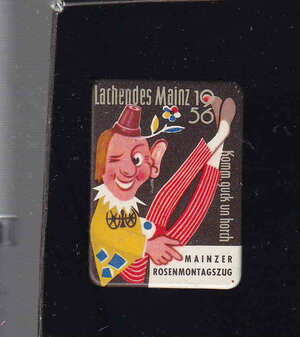 Lachendes Mainz 19
56
Komm guck un horch
MAINZER
ROSENMONTAGSZUG